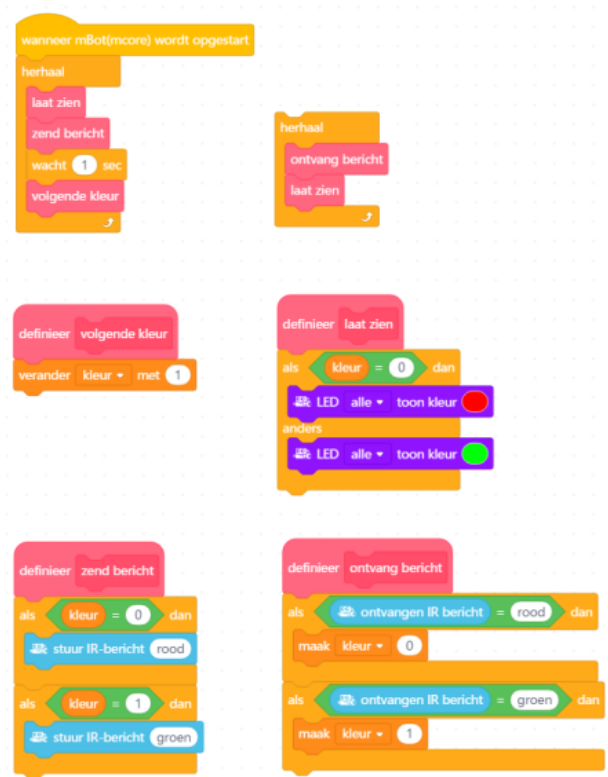 wanneer mBot(mcore) wordt opgestart
herhaal
laat zien
zend bericht
wacht 1 sec
volgende kleur
herhaal
ontvang bericht
laat zien
definieer volgende kleur
verander kleur met 1
definieer laat zien
als kleur = 0 dan
LED alle toon kleur
anders
LED alle toon kleur
definieer zend bericht
als kleur = 0 dan
stuur IR-bericht rood
als kleur = 1 dan
stuur IR-bericht groen
definieer ontvang bericht
als ontvangen IR bericht = rood dan
maak kleur 0
als ontvangen IR bericht = groen dan
maak kleur 1